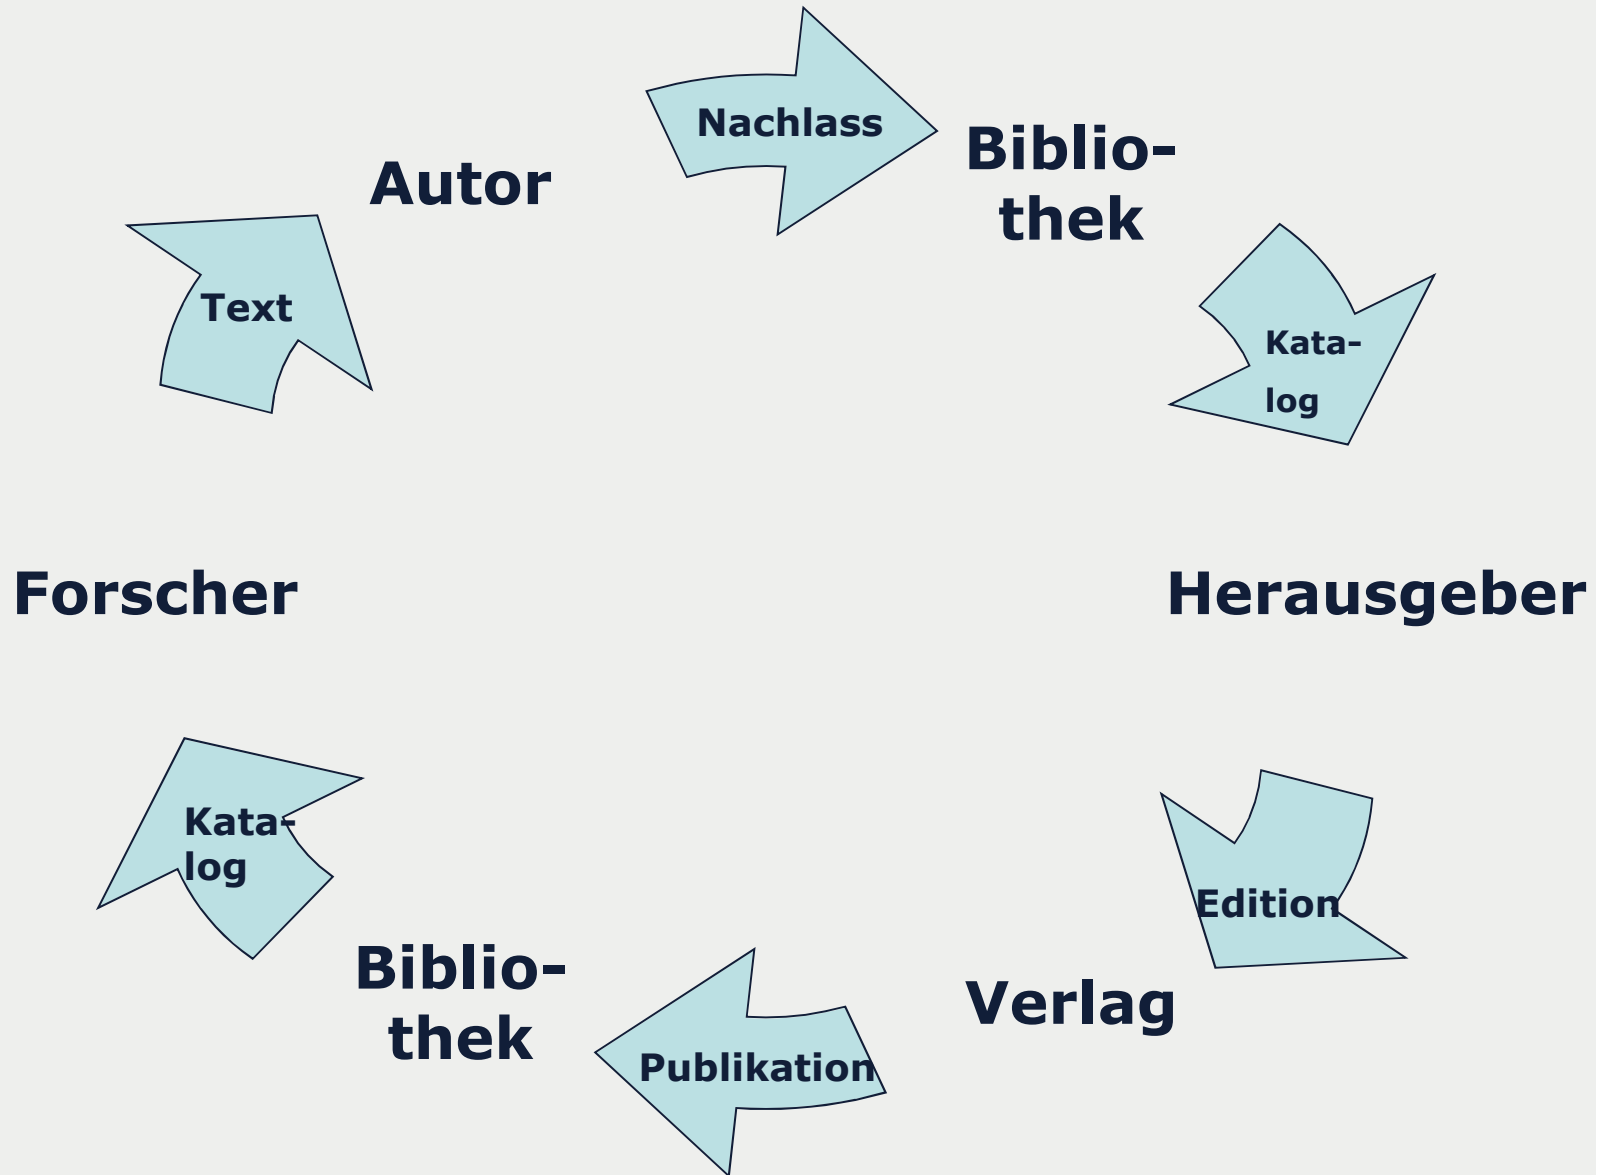 Nachlass
Biblio-
thek
Autor
Text
Kata-
log
Forscher
Herausgeber
Kata-
log
Edition
Biblio-
thek
Verlag
Publikation